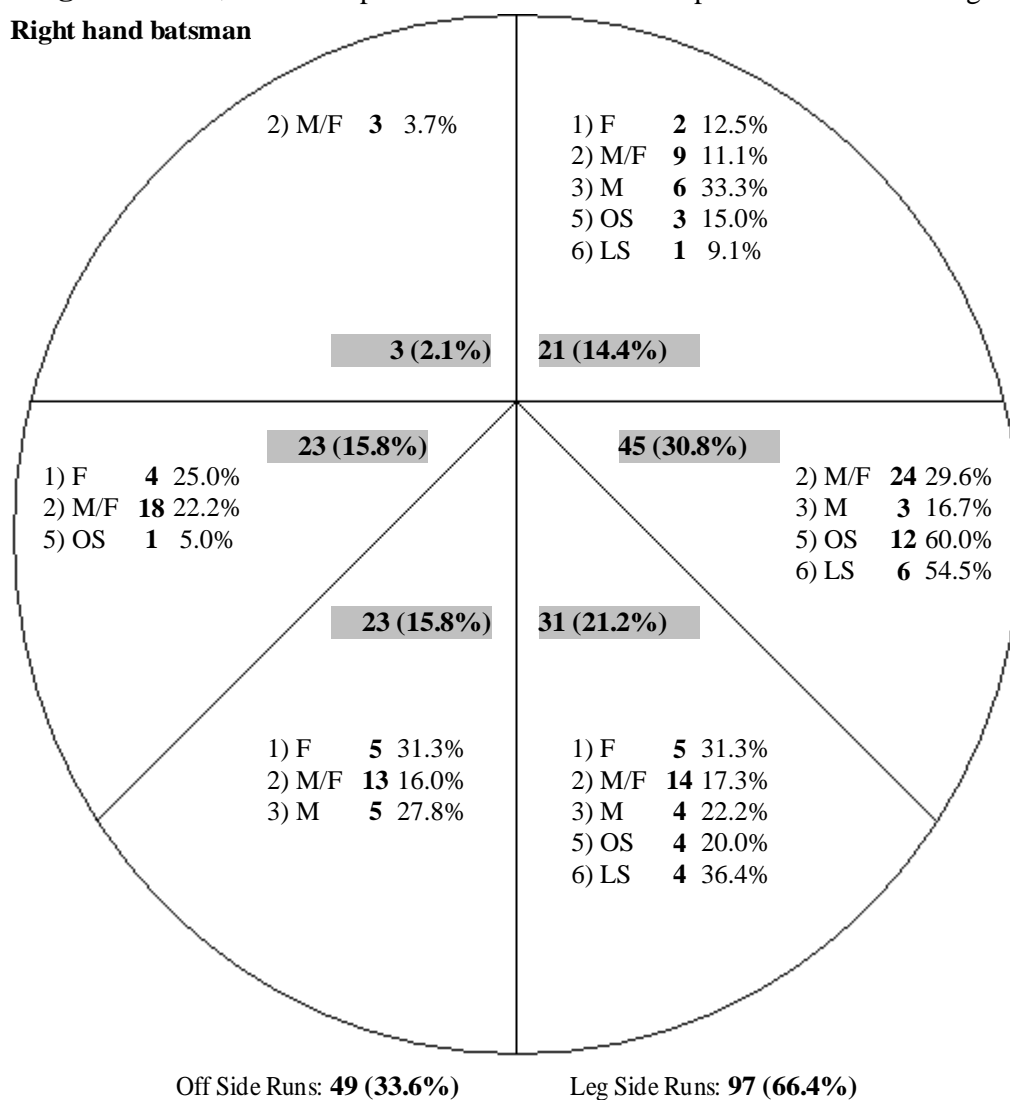 Right hand batsman
2) M/F 3 3.7%
3 (2.1%)
1) F 2 12.5%
2) M/F 9 11.1%
3) M 6 33.3%
5) OS 3 15.0%
6) LS 1 9.1%
21 (14.4%)
23 (15.8%)
1) F 4 25.0%
2) M/F 18 22.2%
5) OS 1 5.0%
45 (30.8%)
2) M/F 24 29.6%
3) M 3 16.7%
5) OS 12 60.0%
6) LS 6 54.5%
23 (15.8%)
1) F 5 31.3%
2) M/F 13 16.0%
3) M 5 27.8%
31 (21.2%)
1) F 5 31.3%
2) M/F 14 17.3%
3) M 4 22.2%
5) OS 4 20.0%
6) LS 4 36.4%
Off Side Runs: 49 (33.6%)
Leg Side Runs: 97 (66.4%)